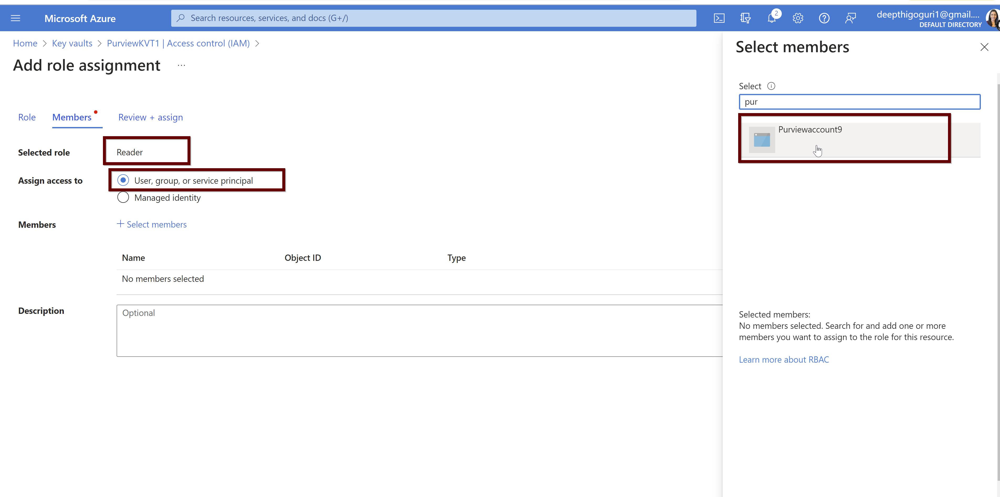 Microsoft Azure
Search resources, services, and docs (G+/)
2
deepthigoguri1@gmail....
DEFAULT DIRECTORY
Home > Key vaults > PurviewKVT1 | Access control (IAM) >
Add role assignment ...
Role
Members
Review + assign
Selected role
Reader
Assign access to
User, group, or service principal
Managed identity
Members
+ Select members
Name
Object ID
Type
No members selected
Description
Optional
Select members
Select
pur
Purviewaccount9
Selected members:
No members selected. Search for and add one or more
members you want to assign to the role for this resource.
Learn more about RBAC